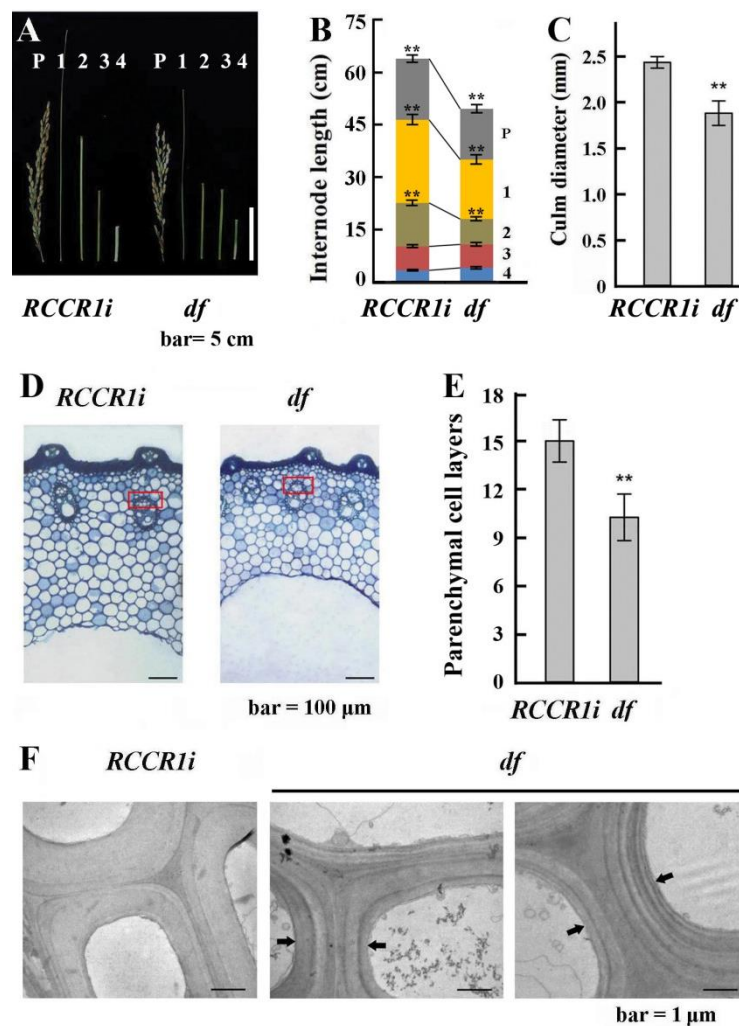 A
P 1 2 3 4 P 1 2 3 4
RCCR1i df
bar= 5 cm
B
Internode length (cm)
75
60
45
30
15
0
** **
** **
** **
P
1
2
3
4
RCCR1i df
C
Culm diameter (mm)
2.5
2.0
1.5
1.0
0.5
0.0
**
RCCR1i df
D
RCCR1i df
bar = 100 µm
E
Parenchymal cell layers
18
15
12
9
6
3
0
**
RCCR1i df
F
RCCR1i df
bar = 1 µm